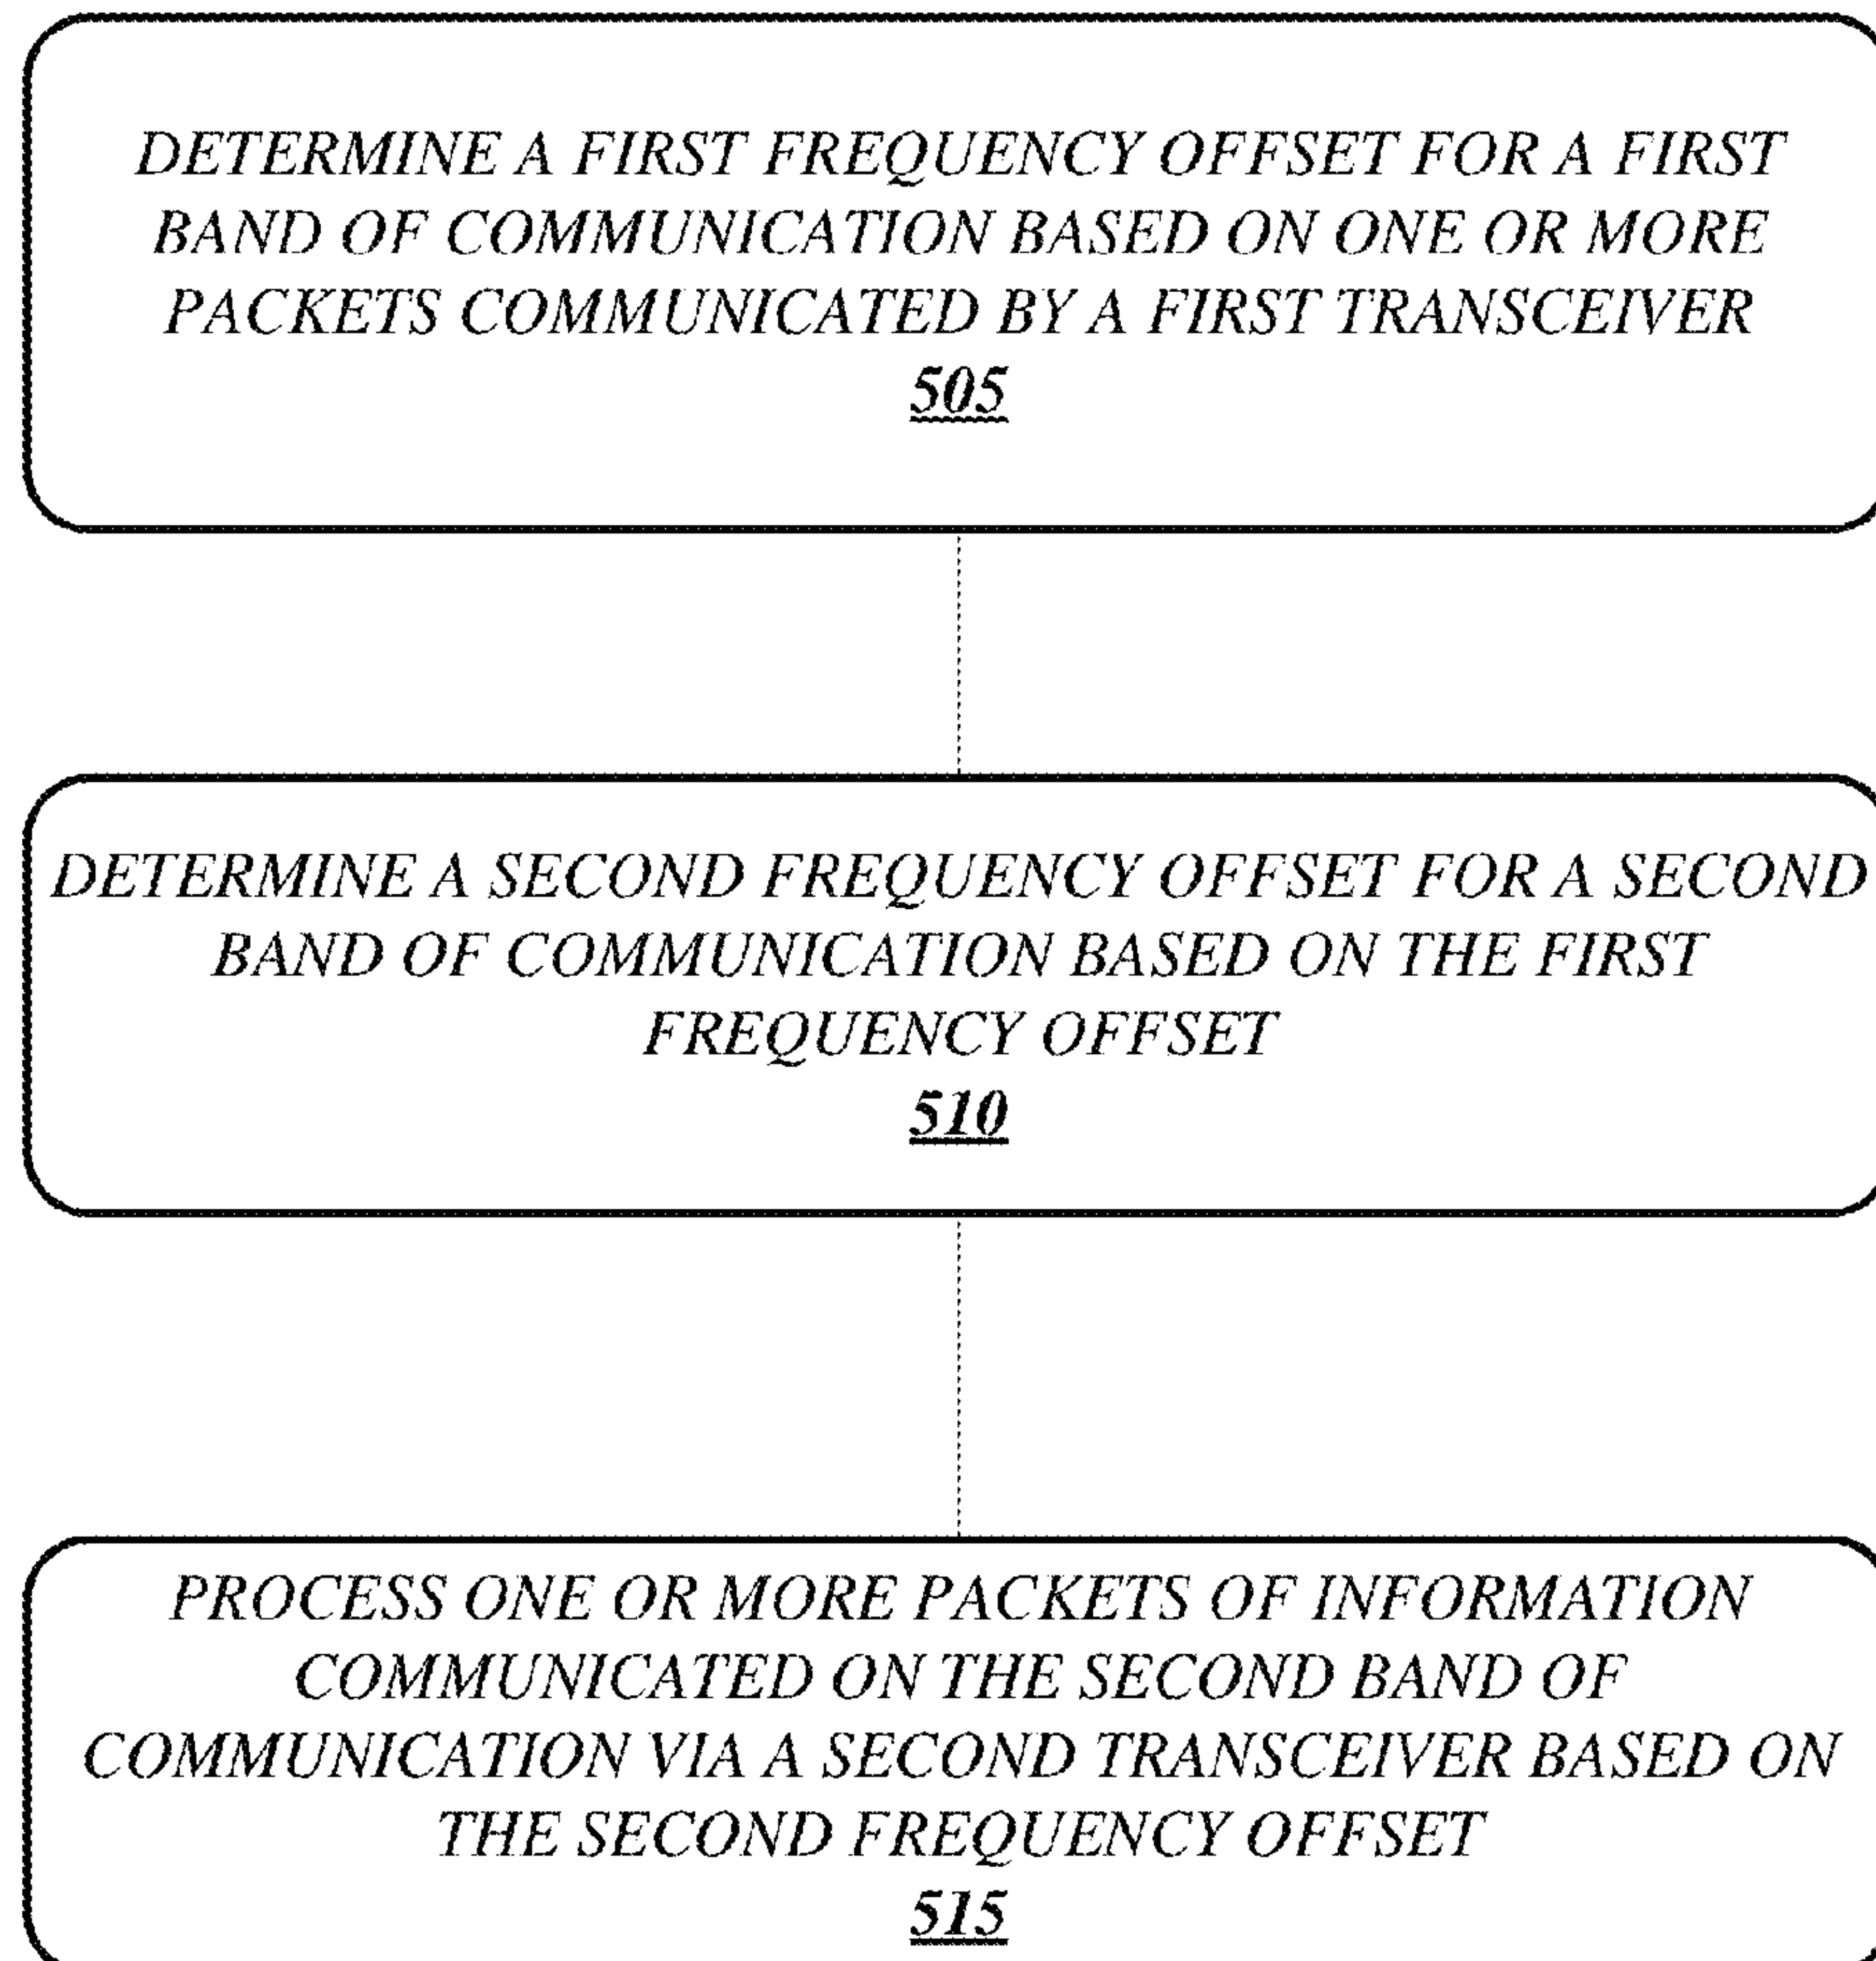 DETERMINE A FIRST FREQUENCY OFFSET FOR A FIRST
BAND OF COMMUNICATION BASED ON ONE OR MORE
PACKETS COMMUNICATED BY A FIRST TRANSCEIVER
505
DETERMINE A SECOND FREQUENCY OFFSET FOR A SECOND
BAND OF COMMUNICATION BASED ON THE FIRST
FREQUENCY OFFSET
510
PROCESS ONE OR MORE PACKETS OF INFORMATION
COMMUNICATED ON THE SECOND BAND OF
COMMUNICATION VIA A SECOND TRANSCEIVER BASED ON
THE SECOND FREQUENCY OFFSET
515